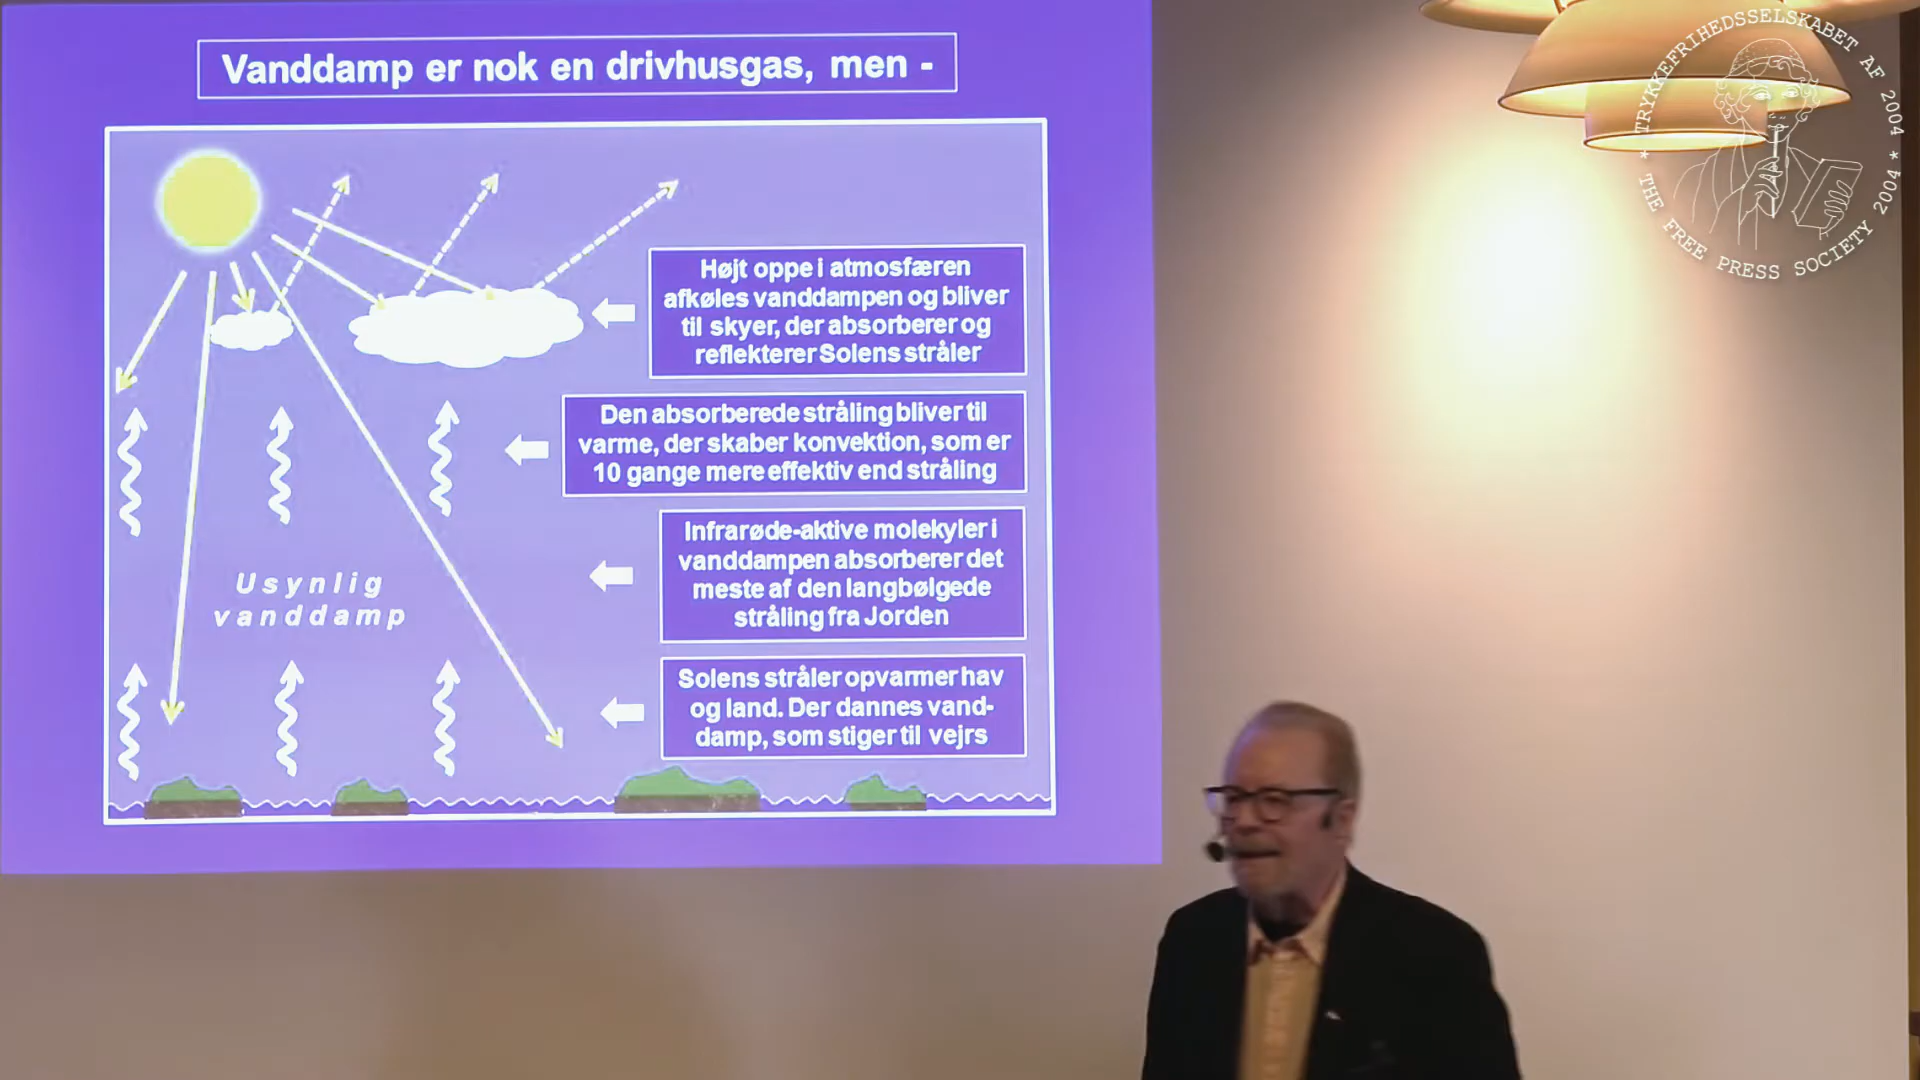 Vanddamp er nok en drivhusgas, men -
Højt oppe i atmosfæren
afkøles vanddampen og bliver
til skyer, der absorberer og
reflekterer Solens stråler
Den absorberede stråling bliver til
varme, der skaber konvektion, som er
10 gange mere effektiv end stråling
Infrarøde-aktive molekyler i
vanddampen absorberer det
meste af den langbølgede
stråling fra Jorden
Usynlig
vanddamp
Solens stråler opvarmer hav
og land. Der dannes vand-
damp, som stiger til vejrs
* TRYKKEFRIHEDSSELSKABET AF 2004 *
THE FREE PRESS SOCIETY 2004